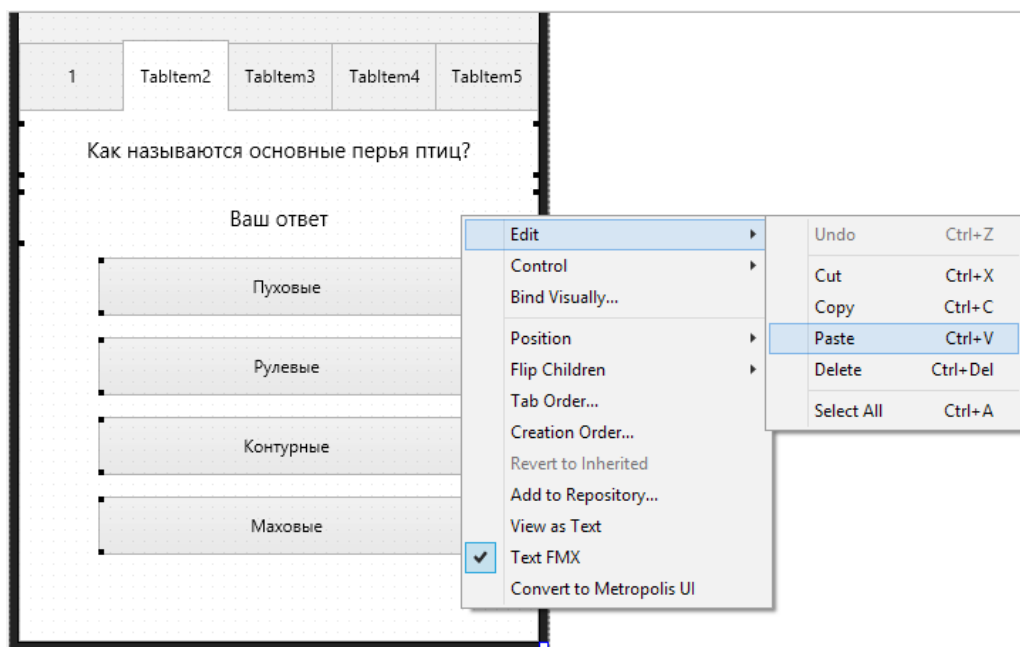 1 TabItem2 TabItem3 TabItem4 TabItem5
Как называются основные перья птиц?
Ваш ответ
Пуховые
Рулевые
Контурные
Маховые
Edit
Control
Bind Visually...
Position
Flip Children
Tab Order...
Creation Order...
Revert to Inherited
Add to Repository...
View as Text
Text FMX
Convert to Metropolis UI
Undo Ctrl+Z
Cut Ctrl+X
Copy Ctrl+C
Paste Ctrl+V
Delete Ctrl+Del
Select All Ctrl+A